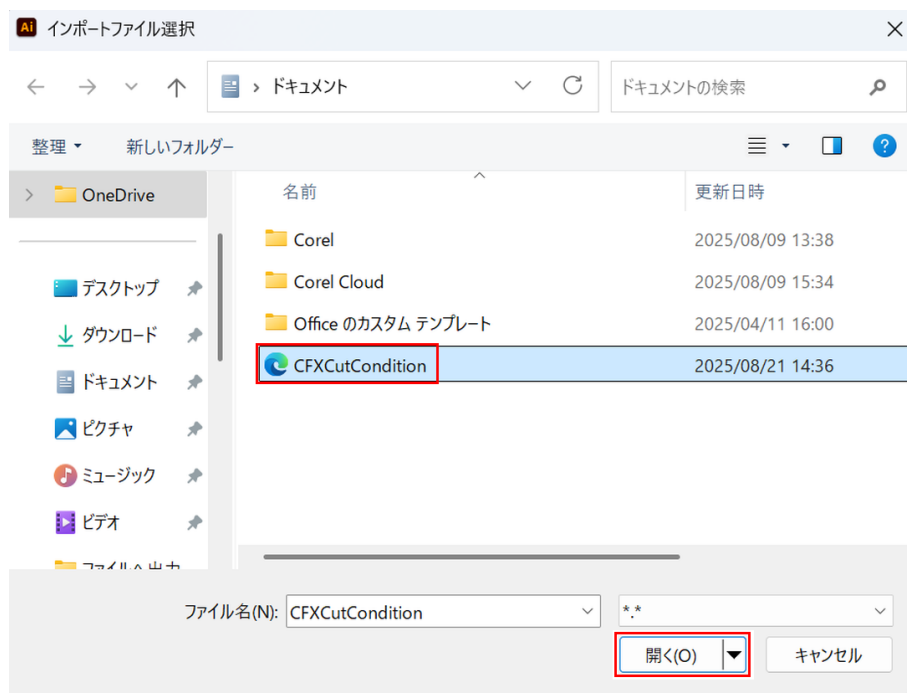 Ai インポートファイル選択
ドキュメント ドキュメントの検索
整理 新しいフォルダー
OneDrive
デスクトップ
ダウンロード
ドキュメント
ピクチャ
ミュージック
ビデオ
名前 更新日時
Corel 2025/08/09 13:38
Corel Cloud 2025/08/09 15:34
Office のカスタム テンプレート 2025/04/11 16:00
CFXCutCondition 2025/08/21 14:36
ファイル名(N): CFXCutCondition *.*
開く(O) キャンセル